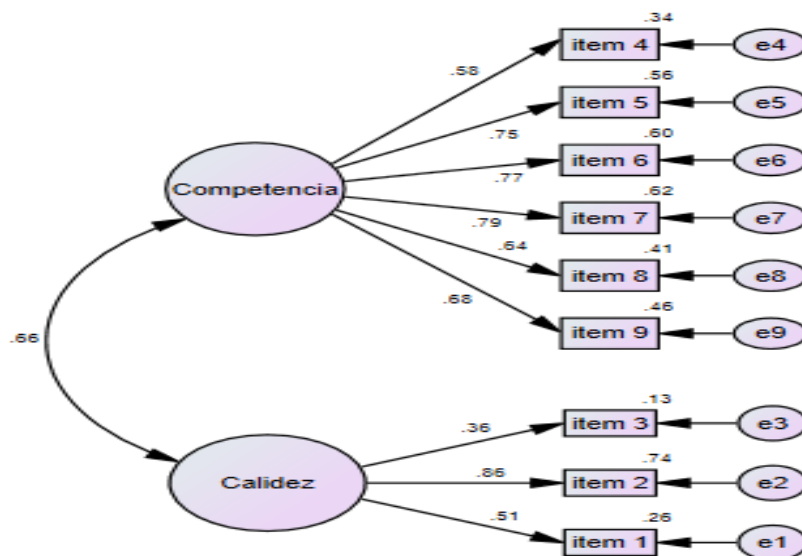 .34
item 4
e4
.58
.56
item 5
e5
.75
.60
item 6
e6
.77
Competencia
.62
item 7
e7
.79
.41
item 8
e8
.64
.46
item 9
e9
.68
.66
.13
item 3
e3
.36
.74
item 2
e2
.86
Calidez
.26
item 1
e1
.51